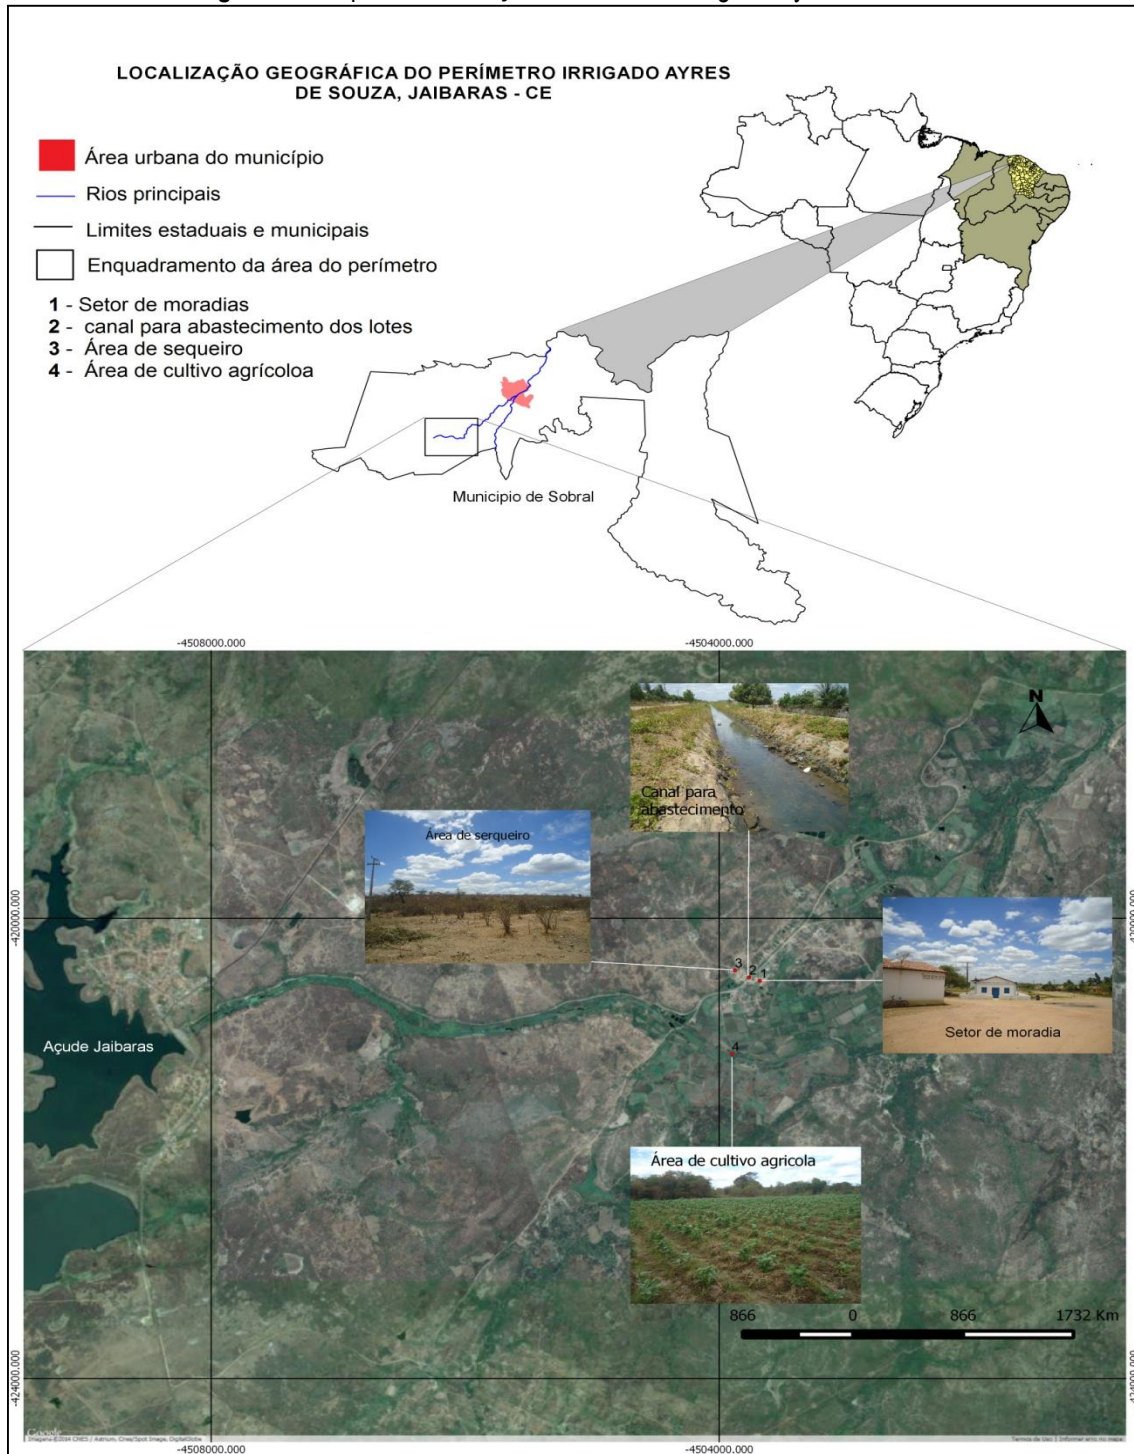 LOCALIZAÇÃO GEOGRÁFICA DO PERÍMETRO IRRIGADO AYRES
DE SOUZA, JAIBARAS - CE
Área urbana do município
Rios principais
Limites estaduais e municipais
Enquadramento da área do perímetro
1 - Setor de moradias
2 - canal para abastecimento dos lotes
3 - Área de sequeiro
4 - Área de cultivo agrícoloa
Municipio de Sobral
-4508000.000
-4504000.000
N
Canal para
abastecimento
Área de serqueiro
-420000.000
3
2
1
Setor de moradia
Açude Jaibaras
4
Área de cultivo agricola
866 0 866 1732 Km
-424000.000
-424000.000
Google
-4508000.000
-4504000.000